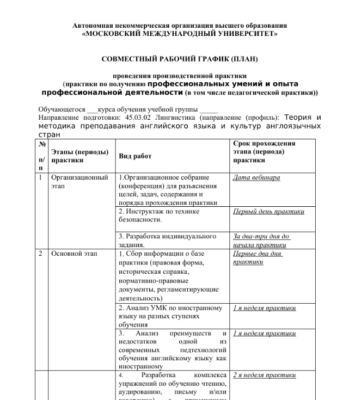 Автономная некоммерческая организация высшего образования
«МОСКОВСКИЙ МЕЖДУНАРОДНЫЙ УНИВЕРСИТЕТ»
СОВМЕСТНЫЙ РАБОЧИЙ ГРАФИК (ПЛАН)
проведения производственной практики
(практики по получению профессиональных умений и опыта
профессиональной деятельности (в том числе педагогической практики))
Обучающегося ___курса обучения учебной группы _____
Направление подготовки: 45.03.02 Лингвистика (направление (профиль): Теория и
методика преподавания английского языка и культур англоязычных
стран
№
п/
п
Этапы (периоды)
практики
Вид работ
Срок прохождения
этапа (периода)
практики
1
Организационный
этап
1.Организационное собрание
(конференция) для разъяснения
целей, задач, содержания и
порядка прохождения практики
Дата вебинара
2. Инструктаж по технике
безопасности.
Первый день практики
3. Разработка индивидуального
задания.
За два-три дня до
начала практики
2
Основной этап
1. Сбор информации о базе
практики (правовая форма,
историческая справка,
нормативно-правовые
документы, регламентирующие
деятельность)
Первые два дня
практики
2. Анализ УМК по иностранному
языку на разных ступенях
обучения
1 я неделя практики
3. Анализ преимуществ и
недостатков одной из
современных педтехнологий
обучения английскому как
иностранному
1 я неделя практики
4. Разработка комплекса
упражнений по обучению чтению,
аудированию, письму и/или
2 я неделя практики